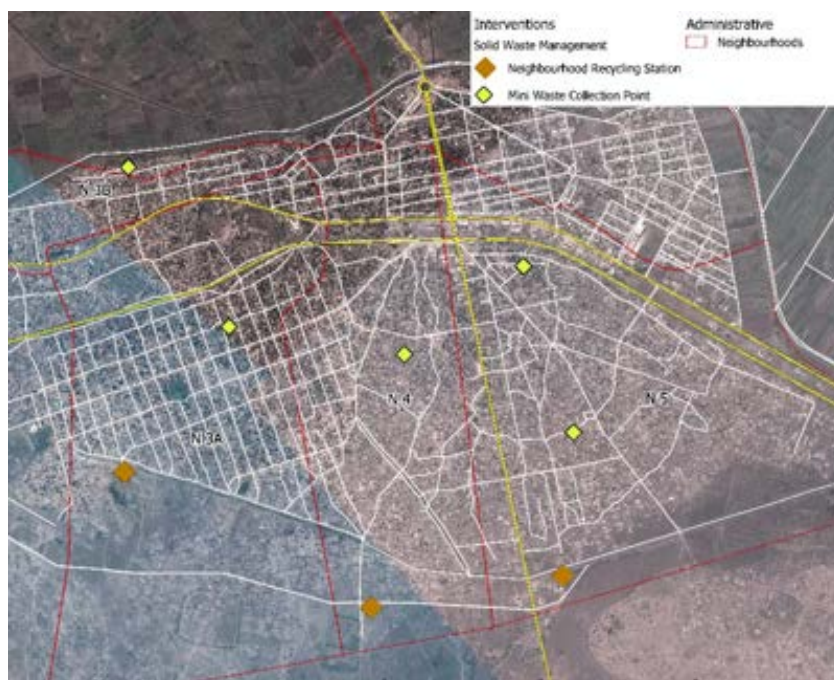 Interventions
Solid Waste Management
Neighbourhood Recycling Station
Mini Waste Collection Point
Administrative
Neighbourhoods
N 3B
N 4
N 5
N 3A